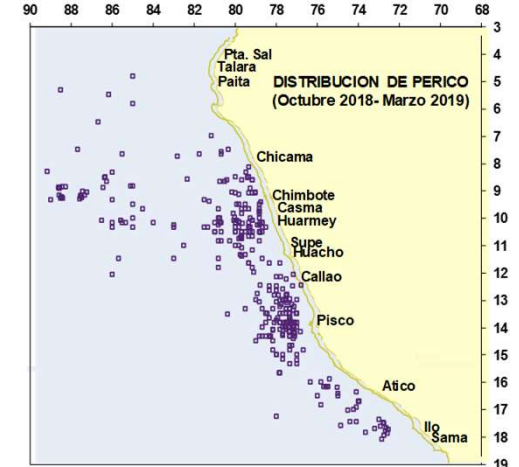 90 88 86 84 82 80 78 76 74 72 70 68
3
Pta. Sal
4
Talara
Paita
5
DISTRIBUCION DE PERICO
(Octubre 2018- Marzo 2019)
6
7
Chicama
8
Chimbote
9
Casma
10
Huarmey
Supe
11
Huacho
12
Callao
13
Pisco
14
15
Atico
16
17
Ilo
Sama
18
19